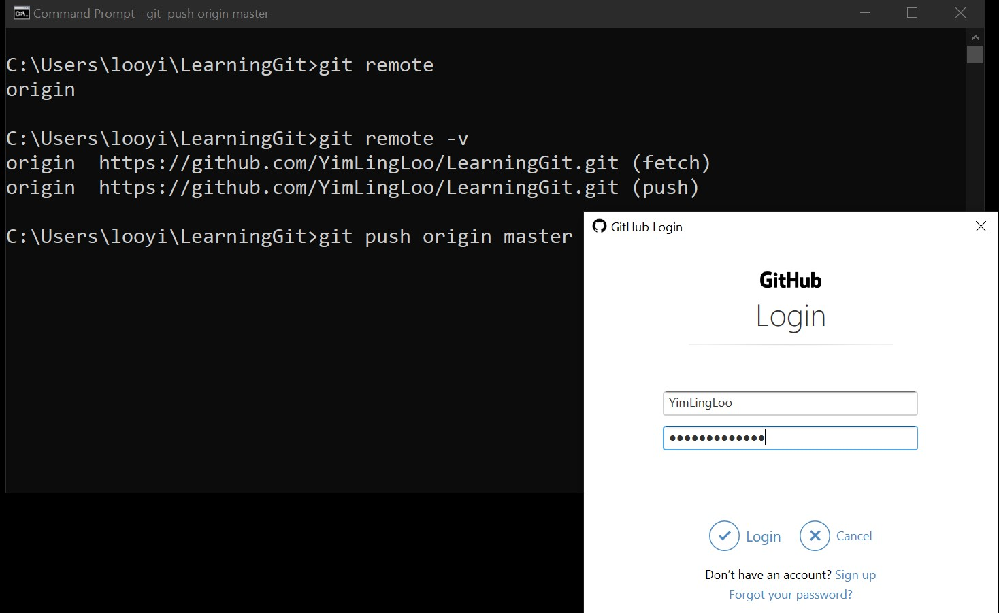 Command Prompt - git  push origin master
C:\Users\looyi\LearningGit>git remote
origin
C:\Users\looyi\LearningGit>git remote -v
origin  https://github.com/YimLingLoo/LearningGit.git (fetch)
origin  https://github.com/YimLingLoo/LearningGit.git (push)
C:\Users\looyi\LearningGit>git push origin master
GitHub Login
GitHub
Login
YimLingLoo
•••••••••••••
Login Cancel
Don’t have an account? Sign up
Forgot your password?